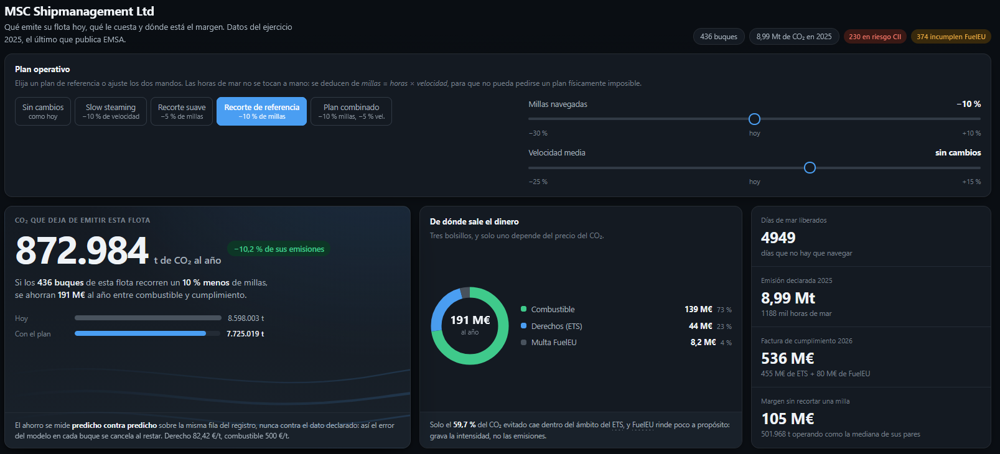 MSC Shipmanagement Ltd
Qué emite su flota hoy, qué le cuesta y dónde está el margen. Datos del ejercicio
2025, el último que publica EMSA.
436 buques
8,99 Mt de CO₂ en 2025
230 en riesgo CII
374 incumplen FuelEU
Plan operativo
Elija un plan de referencia o ajuste los dos mandos. Las horas de mar no se tocan a mano: se deducen de millas = horas × velocidad, para que no pueda pedirse un plan físicamente imposible.
Sin cambios
como hoy
Slow steaming
−10 % de velocidad
Recorte suave
−5 % de millas
Recorte de referencia
−10 % de millas
Plan combinado
−10 % millas, −5 % vel.
Millas navegadas
−10 %
−30 %
hoy
+10 %
Velocidad media
sin cambios
−25 %
hoy
+15 %
CO₂ QUE DEJA DE EMITIR ESTA FLOTA
872.984 t de CO₂ al año
−10,2 % de sus emisiones
Si los 436 buques de esta flota recorren un 10 % menos de millas,
se ahorran 191 M€ al año entre combustible y cumplimiento.
Hoy
8.598.003 t
Con el plan
7.725.019 t
El ahorro se mide predicho contra predicho sobre la misma fila del registro, nunca contra el dato declarado: así el error
del modelo en cada buque se cancela al restar. Derecho 82,42 €/t, combustible 500 €/t.
De dónde sale el dinero
Tres bolsillos, y solo uno depende del precio del CO₂.
191 M€
al año
Combustible
139 M€ 73 %
Derechos (ETS)
44 M€ 23 %
Multa FuelEU
8,2 M€ 4 %
Solo el 59,7 % del CO₂ evitado cae dentro del ámbito del ETS, y FuelEU rinde poco a propósito:
grava la intensidad, no las emisiones.
Días de mar liberados
4949
días que no hay que navegar
Emisión declarada 2025
8,99 Mt
1188 mil horas de mar
Factura de cumplimiento 2026
536 M€
455 M€ de ETS + 80 M€ de FuelEU
Margen sin recortar una milla
105 M€
501.968 t operando como la mediana de sus pares